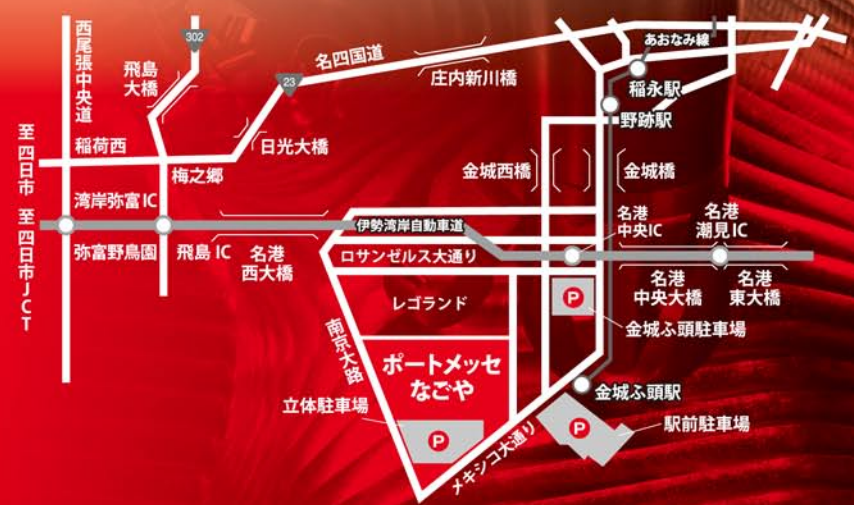 西尾張中央道
302
飛島
大橋
23
名四国道
庄内新川橋
あおなみ線
稲永駅
野跡駅
至四日市
稲荷西
梅之郷
日光大橋
金城西橋
金城橋
至四日市JCT
湾岸弥富IC
弥富野鳥園
飛島IC
名港
西大橋
伊勢湾岸自動車道
ロサンゼルス大通り
名港
中央IC
名港
潮見IC
名港
中央大橋
名港
東大橋
レゴランド
P
金城ふ頭駐車場
南京大路
ポートメッセ
なごや
立体駐車場
P
金城ふ頭駅
P
駅前駐車場
メキシコ大通り